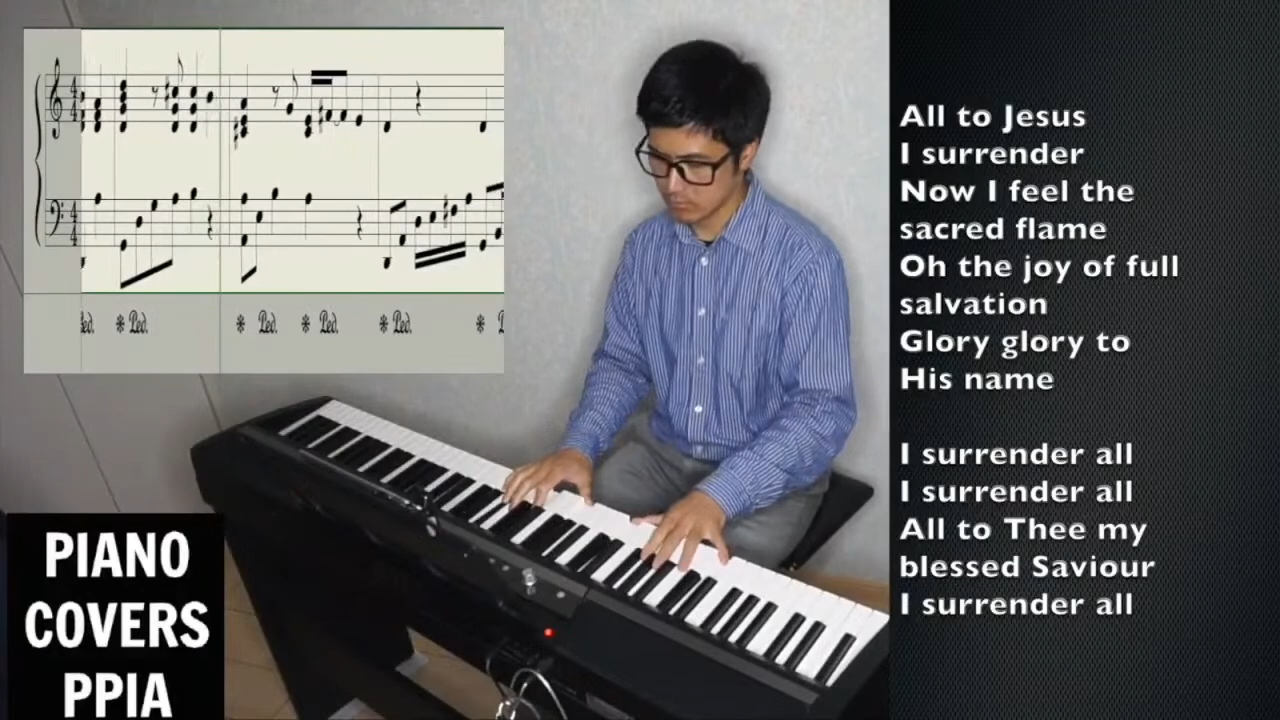 All to Jesus
I surrender
Now I feel the
sacred flame
Oh the joy of full
salvation
Glory glory to
His name
I surrender all
I surrender all
All to Thee my
blessed Saviour
I surrender all
PIANO
COVERS
PPIA